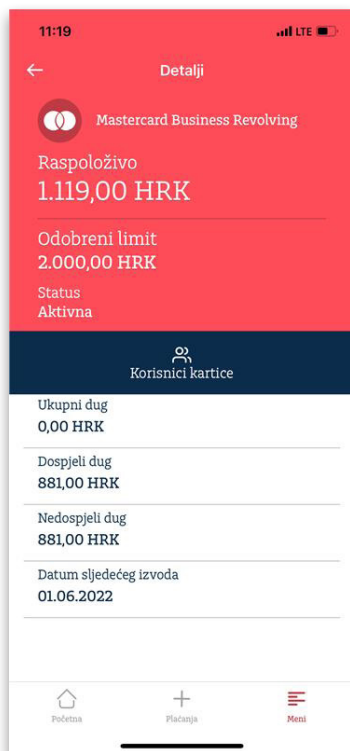 11:19
LTE
Detalji
Mastercard Business Revolving
Raspoloživo
1.119,00 HRK
Odobreni limit
2.000,00 HRK
Status
Aktivna
Korisnici kartice
Ukupni dug
0,00 HRK
Dospjeli dug
881,00 HRK
Nedospjeli dug
881,00 HRK
Datum sljedećeg izvoda
01.06.2022
Početna
Plaćanja
Meni